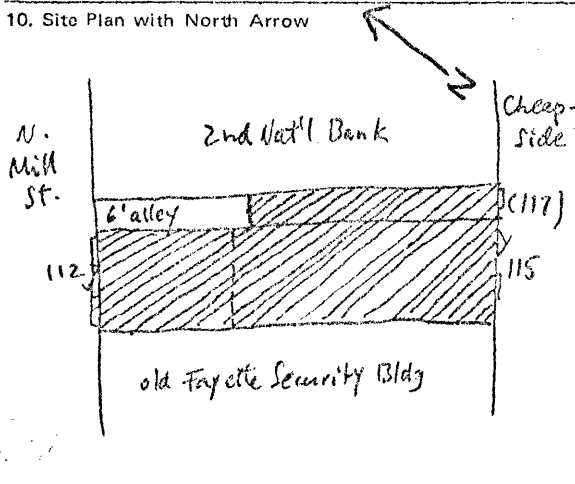 10. Site Plan with North Arrow
N
Cheap-
side
N.
Mill
St.
2nd Nat'l Bank
6' alley
(117)
112
115
old Fayette Security Bldg